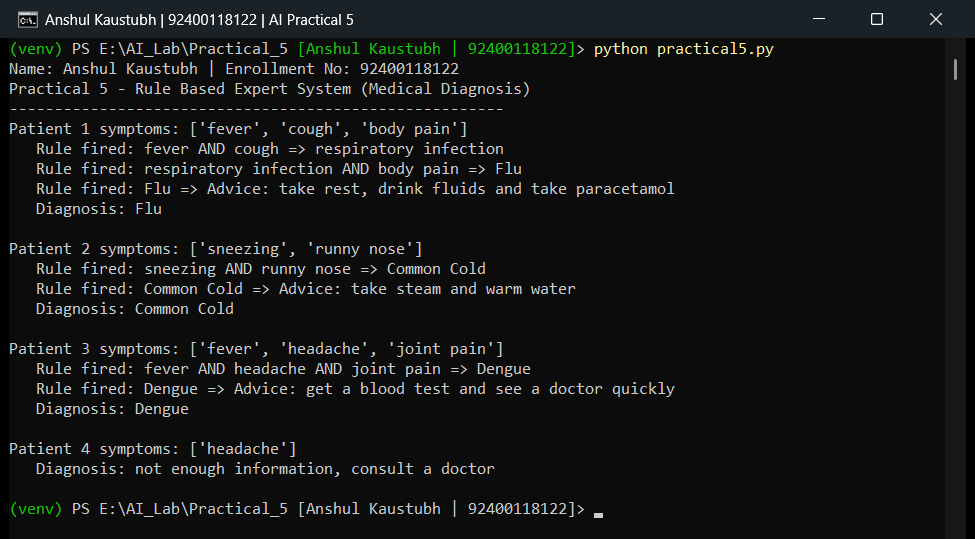 Anshul Kaustubh | 92400118122 | AI Practical 5
(venv) PS E:\AI_Lab\Practical_5 [Anshul Kaustubh | 92400118122]> python practical5.py
Name: Anshul Kaustubh | Enrollment No: 92400118122
Practical 5 - Rule Based Expert System (Medical Diagnosis)
-------------------------------------------------------
Patient 1 symptoms: ['fever', 'cough', 'body pain']
   Rule fired: fever AND cough => respiratory infection
   Rule fired: respiratory infection AND body pain => Flu
   Rule fired: Flu => Advice: take rest, drink fluids and take paracetamol
   Diagnosis: Flu

Patient 2 symptoms: ['sneezing', 'runny nose']
   Rule fired: sneezing AND runny nose => Common Cold
   Rule fired: Common Cold => Advice: take steam and warm water
   Diagnosis: Common Cold

Patient 3 symptoms: ['fever', 'headache', 'joint pain']
   Rule fired: fever AND headache AND joint pain => Dengue
   Rule fired: Dengue => Advice: get a blood test and see a doctor quickly
   Diagnosis: Dengue

Patient 4 symptoms: ['headache']
   Diagnosis: not enough information, consult a doctor

(venv) PS E:\AI_Lab\Practical_5 [Anshul Kaustubh | 92400118122]>